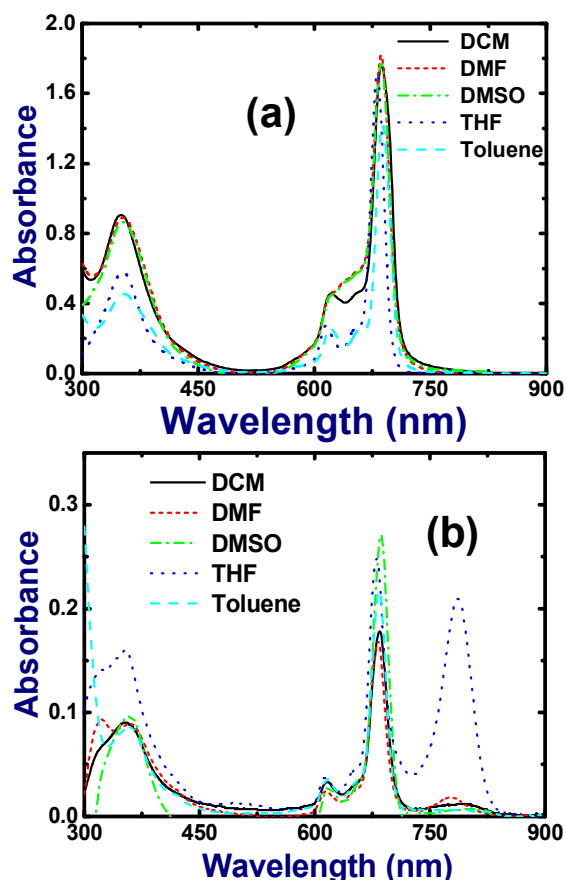 2.0
1.6
1.2
0.8
0.4
0.0
Absorbance
(a)
DCM
DMF
DMSO
THF
Toluene
300 450 600 750 900
Wavelength (nm)
0.3
0.2
0.1
0.0
Absorbance
DCM
DMF
DMSO
THF
Toluene
(b)
300 450 600 750 900
Wavelength (nm)